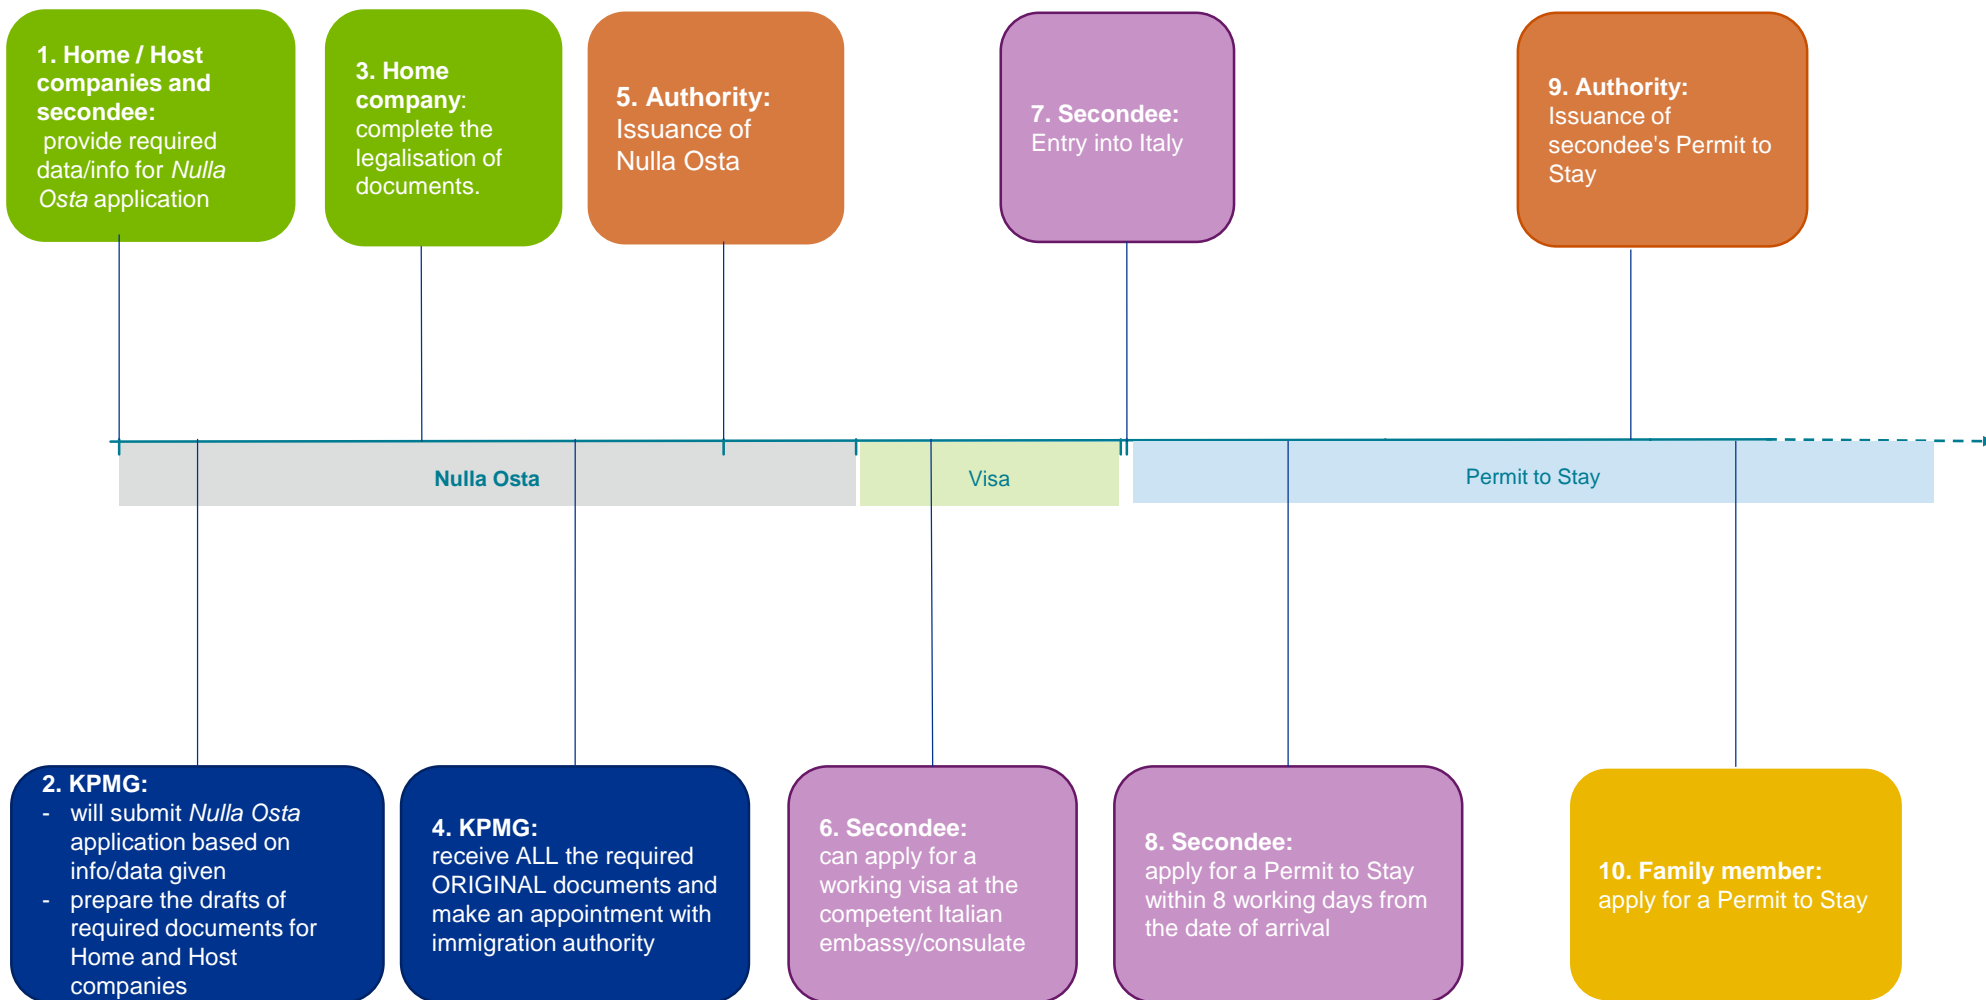 1. Home / Host
companies and
secondee:
provide required
data/info for Nulla
Osta application
3. Home
company:
complete the
legalisation of
documents.
5. Authority:
Issuance of
Nulla Osta
7. Secondee:
Entry into Italy
9. Authority:
Issuance of
secondee's Permit to
Stay
Nulla Osta
Visa
Permit to Stay
2. KPMG:
- will submit Nulla Osta
application based on
info/data given
- prepare the drafts of
required documents for
Home and Host
companies
4. KPMG:
receive ALL the required
ORIGINAL documents and
make an appointment with
immigration authority
6. Secondee:
can apply for a
working visa at the
competent Italian
embassy/consulate
8. Secondee:
apply for a Permit to Stay
within 8 working days from
the date of arrival
10. Family member:
apply for a Permit to Stay